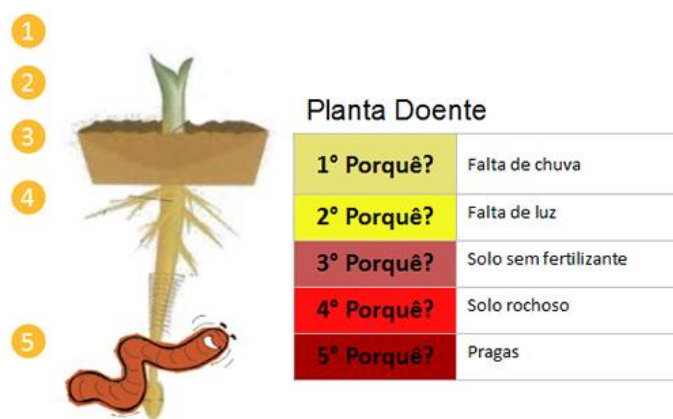 1
2
3
4
5
Planta Doente
1° Porquê? Falta de chuva
2° Porquê? Falta de luz
3° Porquê? Solo sem fertilizante
4° Porquê? Solo rochoso
5° Porquê? Pragas